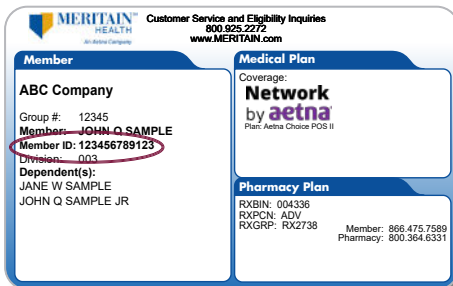 MERITAIN™
HEALTH
An Aetna Company
Customer Service and Eligibility Inquiries
800.925.2272
www.MERITAIN.com
Member
ABC Company
Group #: 12345
Member: JOHN Q SAMPLE
Member ID: 123456789123
Division: 003
Dependent(s):
JANE W SAMPLE
JOHN Q SAMPLE JR
Medical Plan
Coverage:
Network
by aetna
Plan: Aetna Choice POS II
Pharmacy Plan
RXBIN: 004336
RXPCN: ADV
RXGRP: RX2738
Member: 866.475.7589
Pharmacy: 800.364.6331